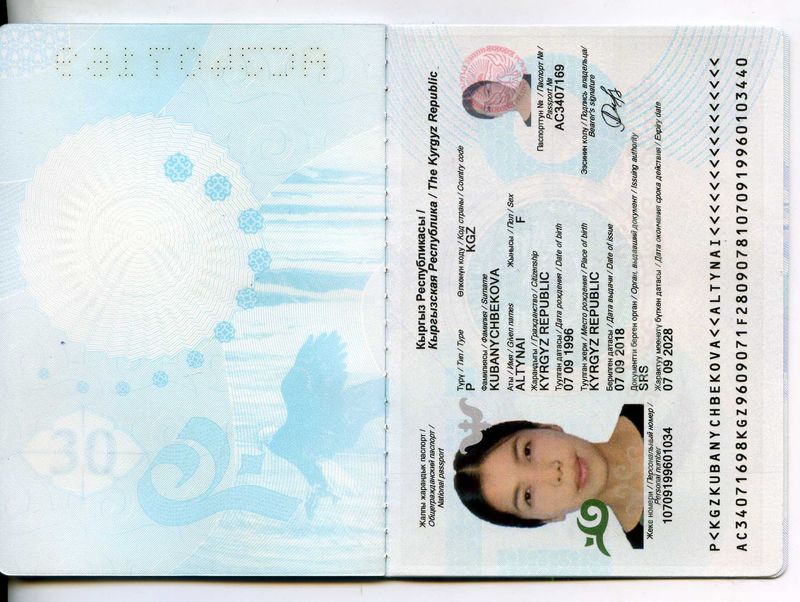 30
Кыргыз Республикасы /
Кыргызская Республика / The Kyrgyz Republic
Жалпы жарандык паспорт /
Общегражданский паспорт /
National passport
Түрү / Тип / Type
P
Өлкөнүн коду / Код страны / Country code
KGZ
Паспорттун № / Паспорт № /
Passport №
AC3407169
Фамилиясы / Фамилия / Surname
KUBANYCHBEKOVA
Аты / Имя / Given names
ALTYNAI
Жынысы / Пол / Sex
F
Жарандыгы / Гражданство / Citizenship
KYRGYZ REPUBLIC
Туулган датасы / Дата рождения / Date of birth
07 09 1996
Туулган жери / Место рождения / Place of birth
KYRGYZ REPUBLIC
Берилген датасы / Дата выдачи / Date of issue
07 09 2018
Документти берген орган / Орган, выдавший документ / Issuing authority
SRS
Жарактуу мөөнөтү бүткөн датасы / Дата окончания срока действия / Expiry date
07 09 2028
Ээсинин колу / Подпись владельца/
Bearer's signature
Жеке номери / Персональный номер /
Personal number
10709199601034
P<KGZKUBANYCHBEKOVA<<ALTYNAI<<<<<<<<<<<<<<<<
AC34071698KGZ9609071F28090781070919960103440